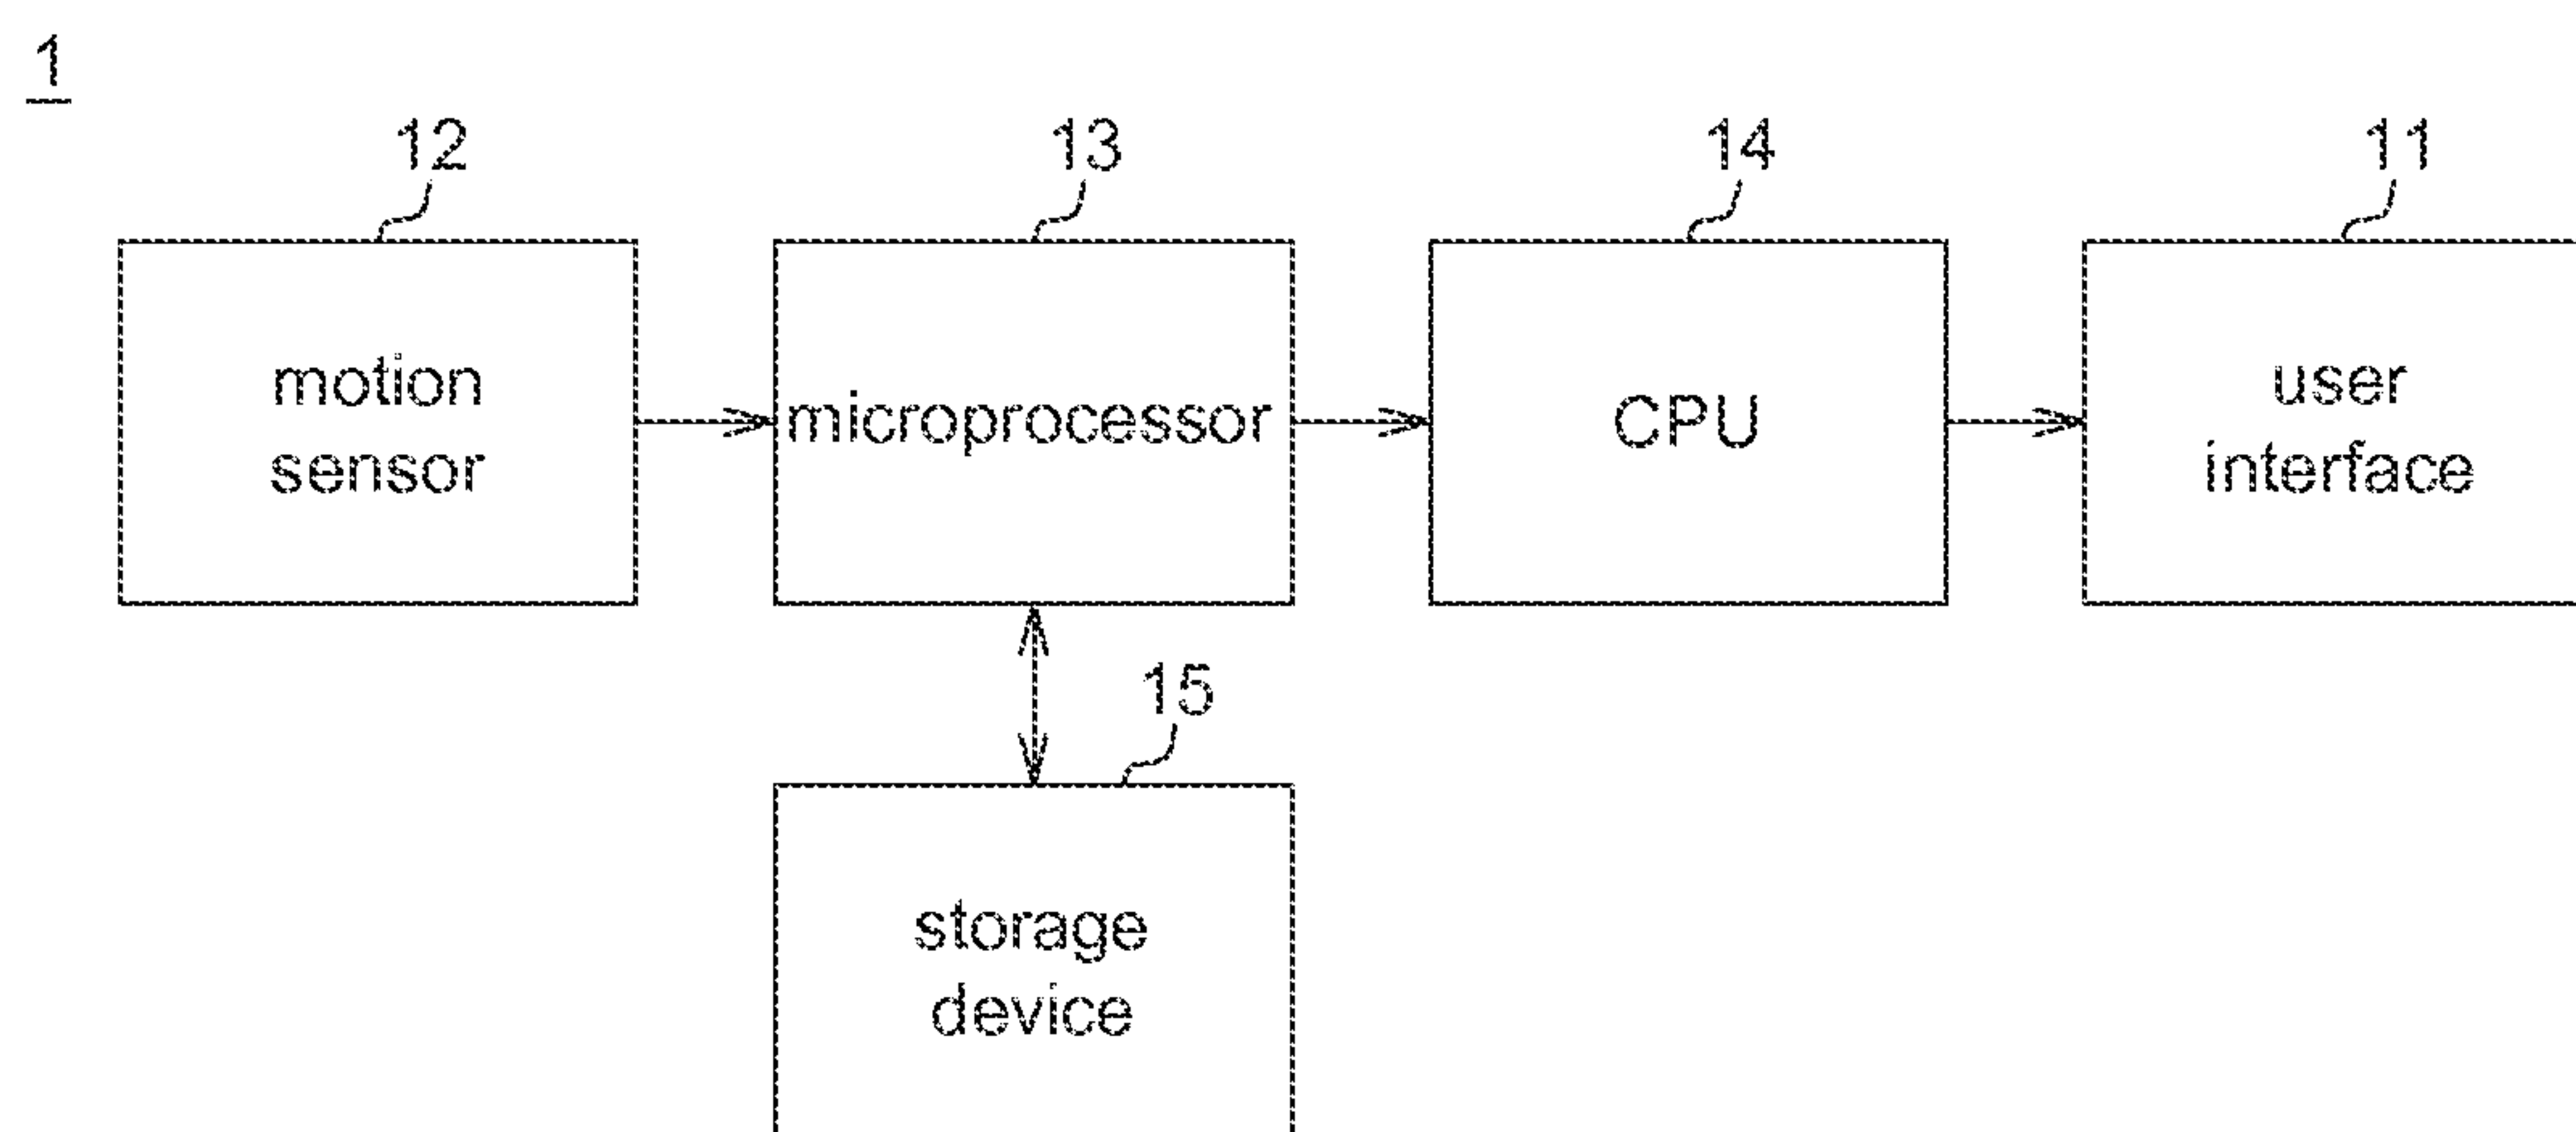 1
12
13
14
11
motion
sensor
microprocessor
CPU
user
interface
15
storage
device